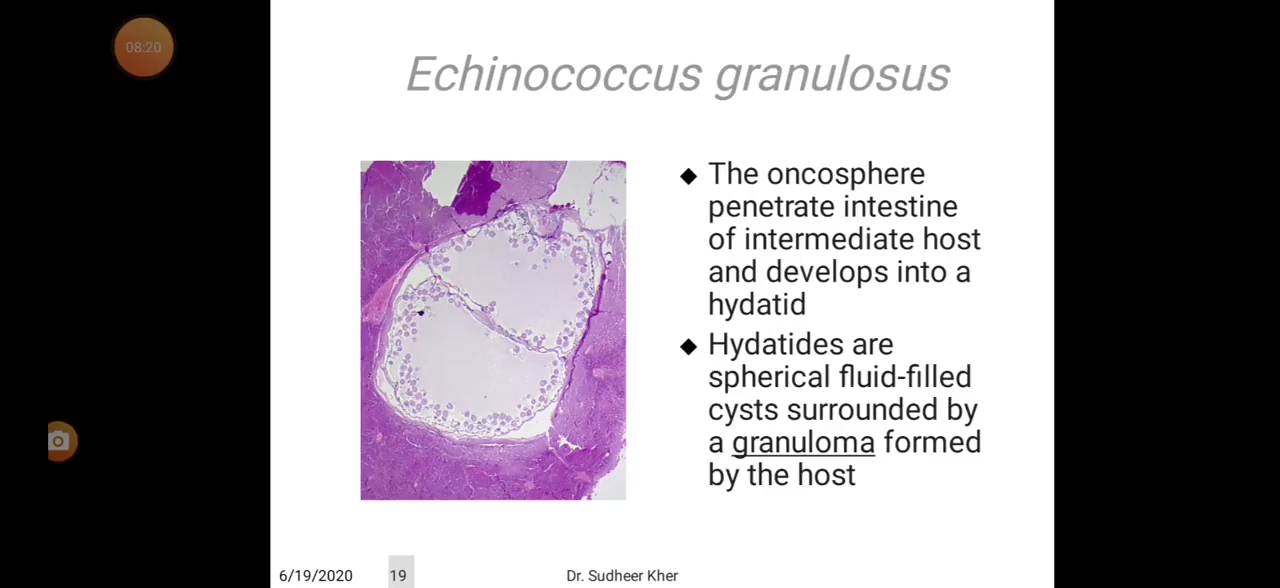 08:20
Echinococcus granulosus
◆ The oncosphere
penetrate intestine
of intermediate host
and develops into a
hydatid
◆ Hydatides are
spherical fluid-filled
cysts surrounded by
a granuloma formed
by the host
6/19/2020
19
Dr. Sudheer Kher